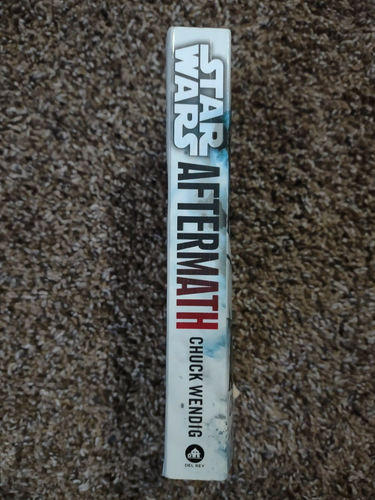 STAR
WARS
AFTERMATH
CHUCK WENDIG
DEL REY